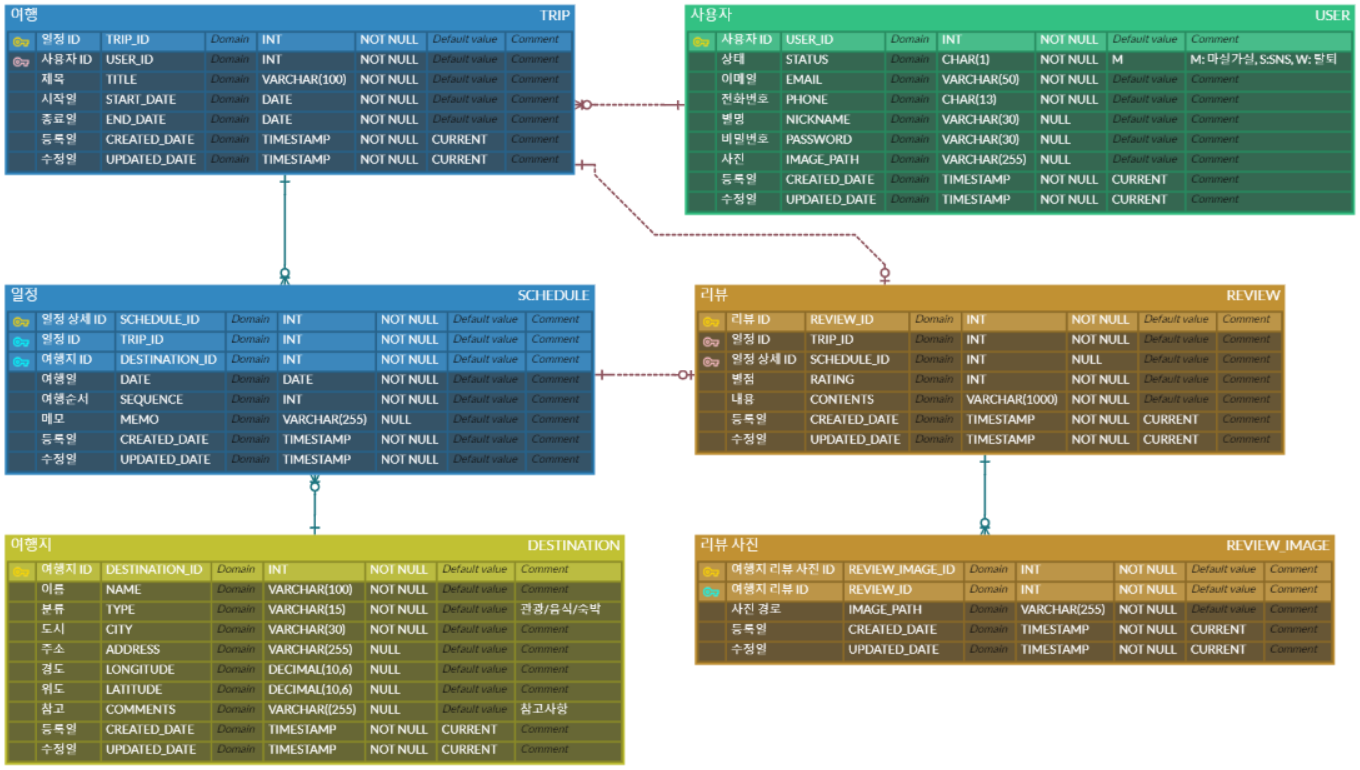 여행 TRIP
일정 ID TRIP_ID Domain INT NOT NULL Default value Comment
사용자 ID USER_ID Domain INT NOT NULL Default value Comment
제목 TITLE Domain VARCHAR(100) NOT NULL Default value Comment
시작일 START_DATE Domain DATE NOT NULL Default value Comment
종료일 END_DATE Domain DATE NOT NULL Default value Comment
등록일 CREATED_DATE Domain TIMESTAMP NOT NULL CURRENT Comment
수정일 UPDATED_DATE Domain TIMESTAMP NOT NULL CURRENT Comment
사용자 USER
사용자 ID USER_ID Domain INT NOT NULL Default value Comment
상태 STATUS Domain CHAR(1) NOT NULL M M: 마실가실, S:SNS, W: 탈퇴
이메일 EMAIL Domain VARCHAR(50) NOT NULL Default value Comment
전화번호 PHONE Domain CHAR(13) NOT NULL Default value Comment
별명 NICKNAME Domain VARCHAR(30) NULL Default value Comment
비밀번호 PASSWORD Domain VARCHAR(30) NULL Default value Comment
사진 IMAGE_PATH Domain VARCHAR(255) NULL Default value Comment
등록일 CREATED_DATE Domain TIMESTAMP NOT NULL CURRENT Comment
수정일 UPDATED_DATE Domain TIMESTAMP NOT NULL CURRENT Comment
일정 SCHEDULE
일정 상세 ID SCHEDULE_ID Domain INT NOT NULL Default value Comment
일정 ID TRIP_ID Domain INT NOT NULL Default value Comment
여행지 ID DESTINATION_ID Domain INT NOT NULL Default value Comment
여행일 DATE Domain DATE NOT NULL Default value Comment
여행순서 SEQUENCE Domain INT NOT NULL Default value Comment
메모 MEMO Domain VARCHAR(255) NULL Default value Comment
등록일 CREATED_DATE Domain TIMESTAMP NOT NULL Default value Comment
수정일 UPDATED_DATE Domain TIMESTAMP NOT NULL Default value Comment
리뷰 REVIEW
리뷰 ID REVIEW_ID Domain INT NOT NULL Default value Comment
일정 ID TRIP_ID Domain INT NOT NULL Default value Comment
일정 상세 ID SCHEDULE_ID Domain INT NULL Default value Comment
별점 RATING Domain INT NOT NULL Default value Comment
내용 CONTENTS Domain VARCHAR(1000) NOT NULL Default value Comment
등록일 CREATED_DATE Domain TIMESTAMP NOT NULL CURRENT Comment
수정일 UPDATED_DATE Domain TIMESTAMP NOT NULL CURRENT Comment
여행지 DESTINATION
여행지 ID DESTINATION_ID Domain INT NOT NULL Default value Comment
이름 NAME Domain VARCHAR(100) NOT NULL Default value Comment
분류 TYPE Domain VARCHAR(15) NOT NULL Default value 관광/음식/숙박
도시 CITY Domain VARCHAR(30) NOT NULL Default value Comment
주소 ADDRESS Domain VARCHAR(255) NULL Default value Comment
경도 LONGITUDE Domain DECIMAL(10,6) NULL Default value Comment
위도 LATITUDE Domain DECIMAL(10,6) NULL Default value Comment
참고 COMMENTS Domain VARCHAR((255) NULL Default value 참고사항
등록일 CREATED_DATE Domain TIMESTAMP NOT NULL CURRENT Comment
수정일 UPDATED_DATE Domain TIMESTAMP NOT NULL CURRENT Comment
리뷰 사진 REVIEW_IMAGE
여행지 리뷰 사진 ID REVIEW_IMAGE_ID Domain INT NOT NULL Default value Comment
여행지 리뷰 ID REVIEW_ID Domain INT NOT NULL Default value Comment
사진 경로 IMAGE_PATH Domain VARCHAR(255) NOT NULL Default value Comment
등록일 CREATED_DATE Domain TIMESTAMP NOT NULL CURRENT Comment
수정일 UPDATED_DATE Domain TIMESTAMP NOT NULL CURRENT Comment